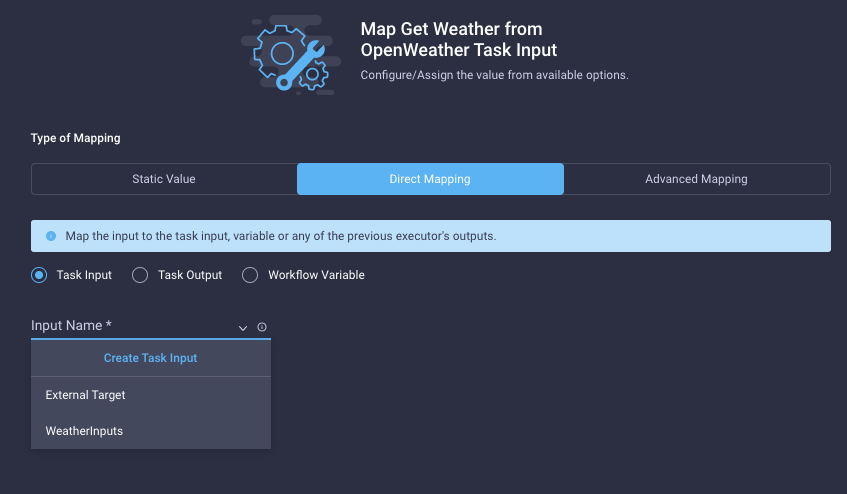 Map Get Weather from
OpenWeather Task Input
Configure/Assign the value from available options.
Type of Mapping
Static Value
Direct Mapping
Advanced Mapping
Map the input to the task input, variable or any of the previous executor's outputs.
Task Input
Task Output
Workflow Variable
Input Name *
Create Task Input
External Target
WeatherInputs